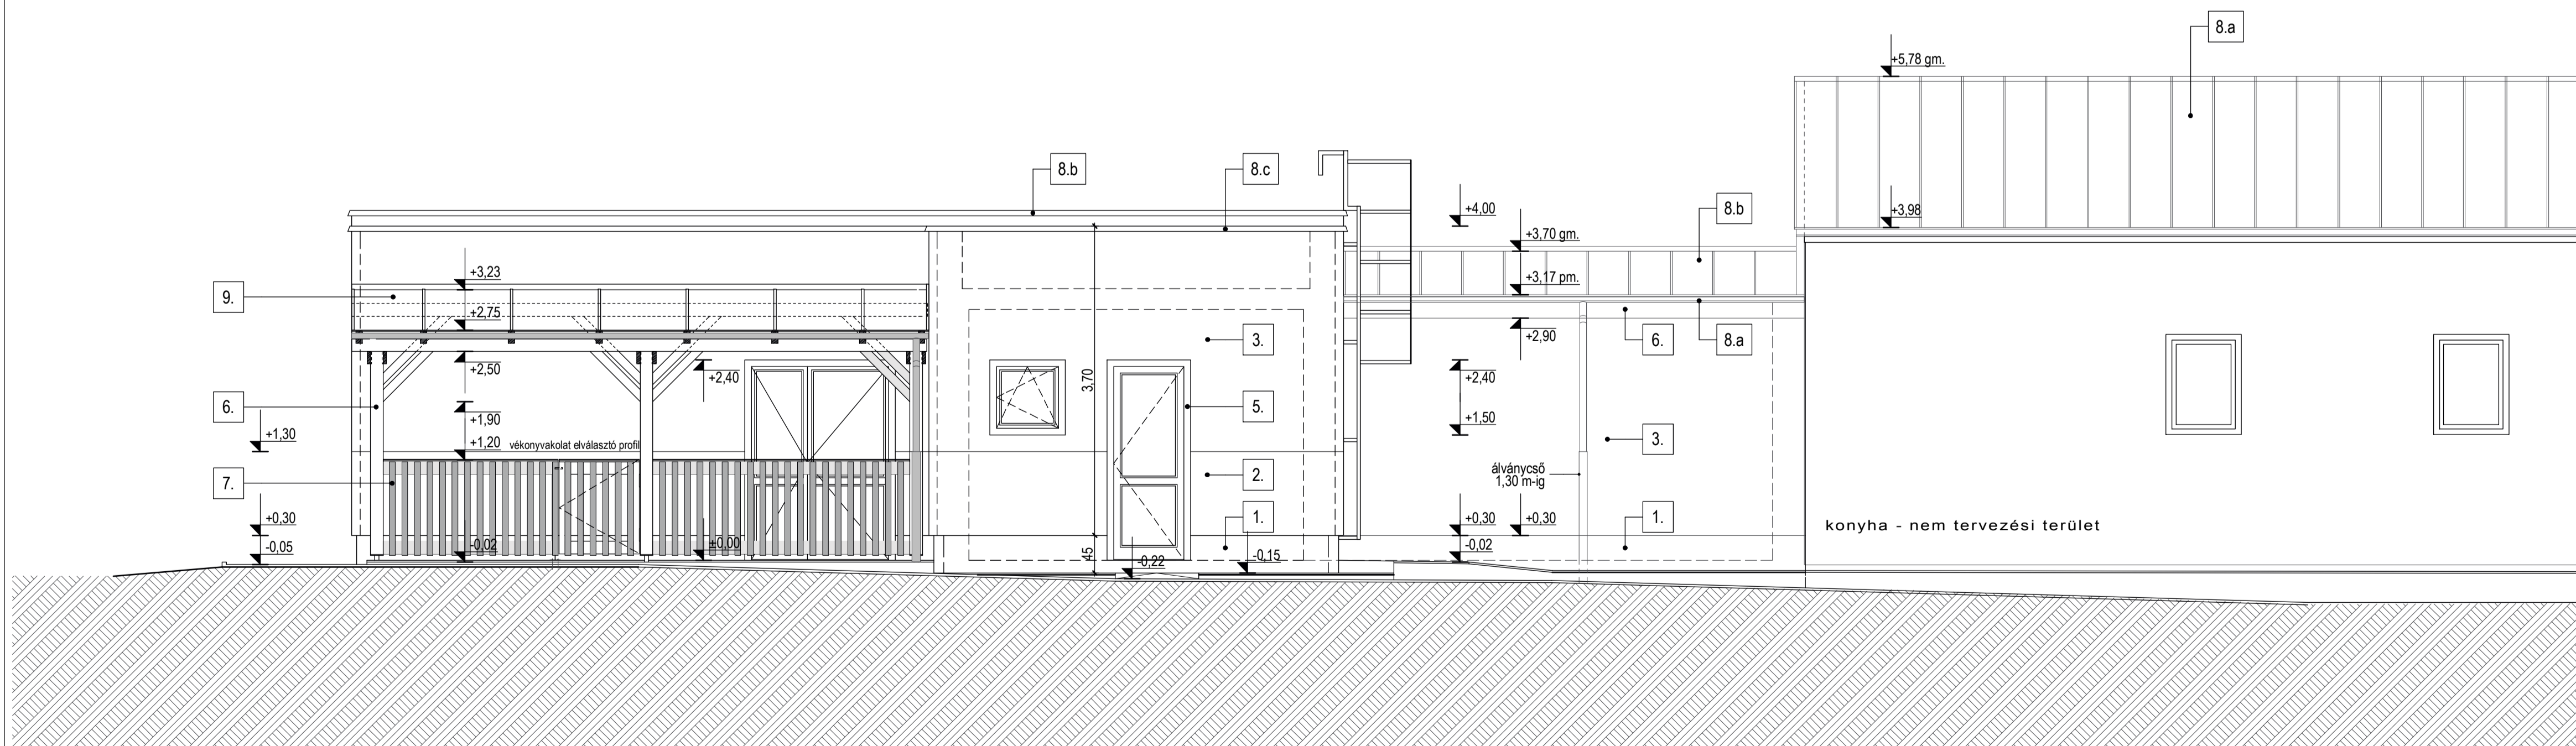 8.a
+5,78 gm.
8.b
8.c
+4,00
8.b
+3,98
+3,70 gm.
+3,23
+3,17 pm.
9.
+2,75
+2,90
6.
8.a
3.
+2,50
+2,40
+2,40
3,70
6.
5.
+1,90
+1,50
+1,30
+1,20
vékonyvakolat elválasztó profil
3.
álványcső
1,30 m-ig
7.
2.
+0,30
1.
+0,30
+0,30
1.
konyha - nem tervezési terület
-0,05
-0,02
±0,00
45
-0,22
-0,15
-0,02